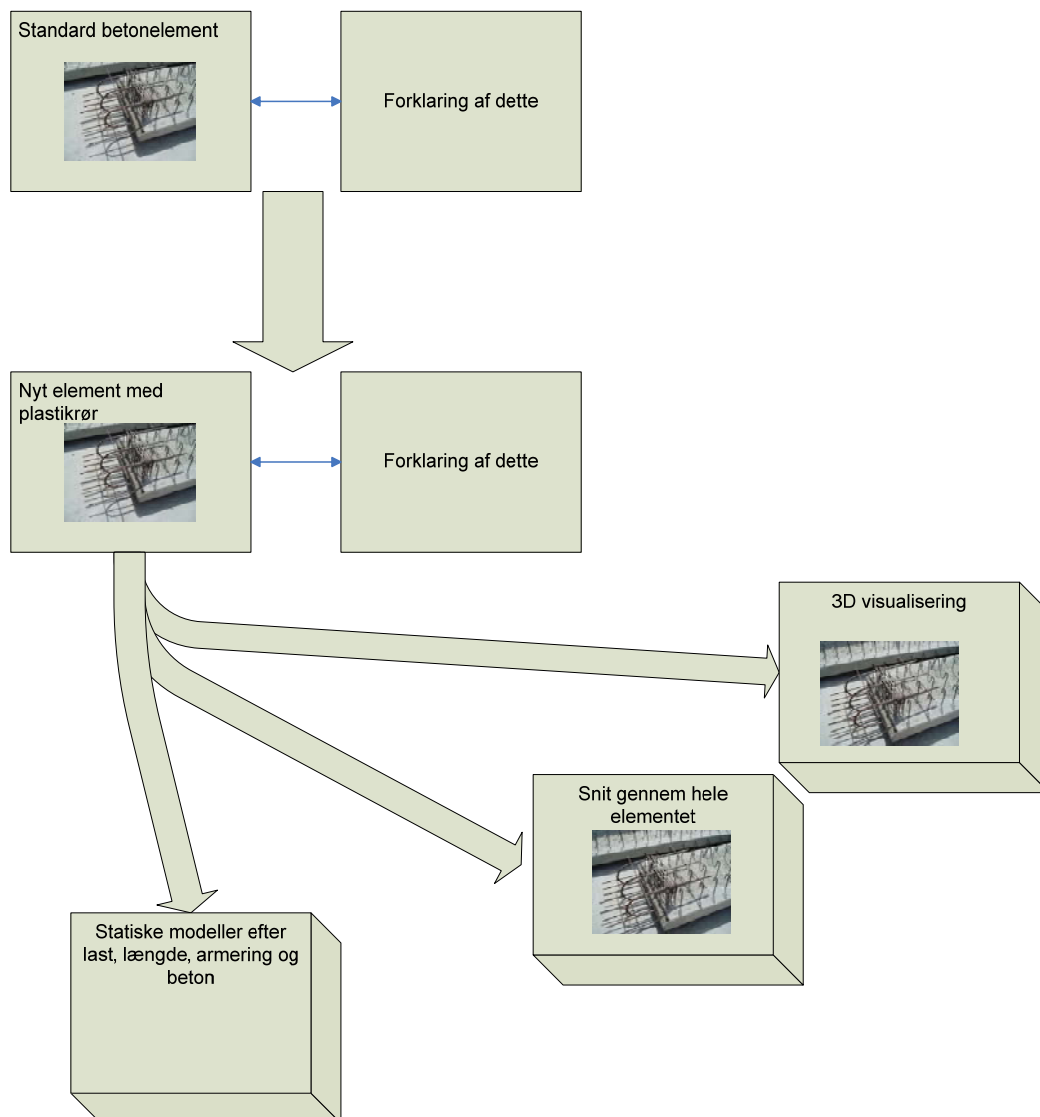 Standard betonelement
Forklaring af dette
Nyt element med
plastikrør
Forklaring af dette
3D visualisering
Snit gennem hele
elementet
Statiske modeller efter
last, længde, armering og
beton